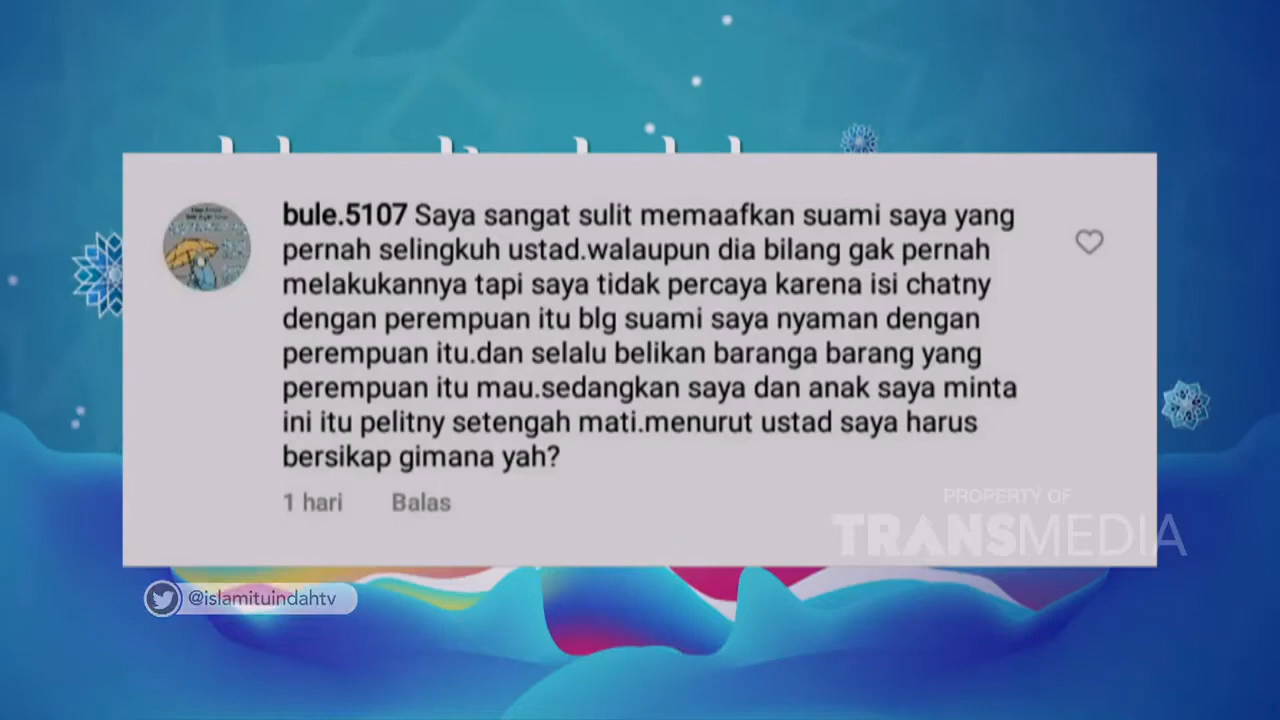 bule.5107 Saya sangat sulit memaafkan suami saya yang
pernah selingkuh ustad.walaupun dia bilang gak pernah
melakukannya tapi saya tidak percaya karena isi chatny
dengan perempuan itu blg suami saya nyaman dengan
perempuan itu.dan selalu belikan baranga barang yang
perempuan itu mau.sedangkan saya dan anak saya minta
ini itu pelitny setengah mati.menurut ustad saya harus
bersikap gimana yah?
1 hari Balas
PROPERTY OF
TRANSMEDIA
@islamituindahtv